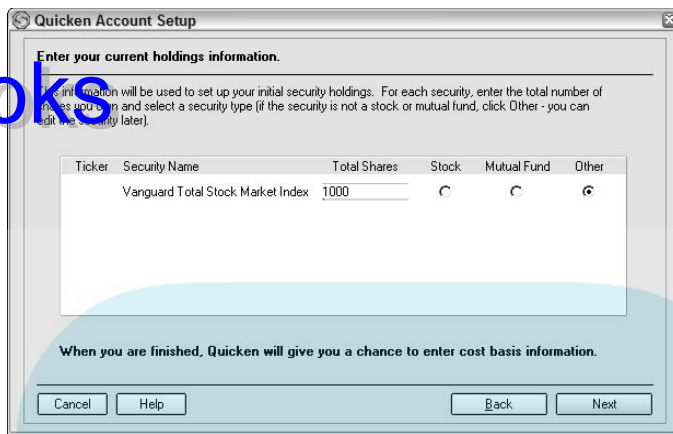 Quicken Account Setup
Enter your current holdings information.
oks
This information will be used to set up your initial security holdings. For each security, enter the total number of
shares you own and select a security type (if the security is not a stock or mutual fund, click Other - you can
edit the security later).
Ticker Security Name Total Shares Stock Mutual Fund Other
Vanguard Total Stock Market Index 1000
When you are finished, Quicken will give you a chance to enter cost basis information.
Cancel Help Back Next